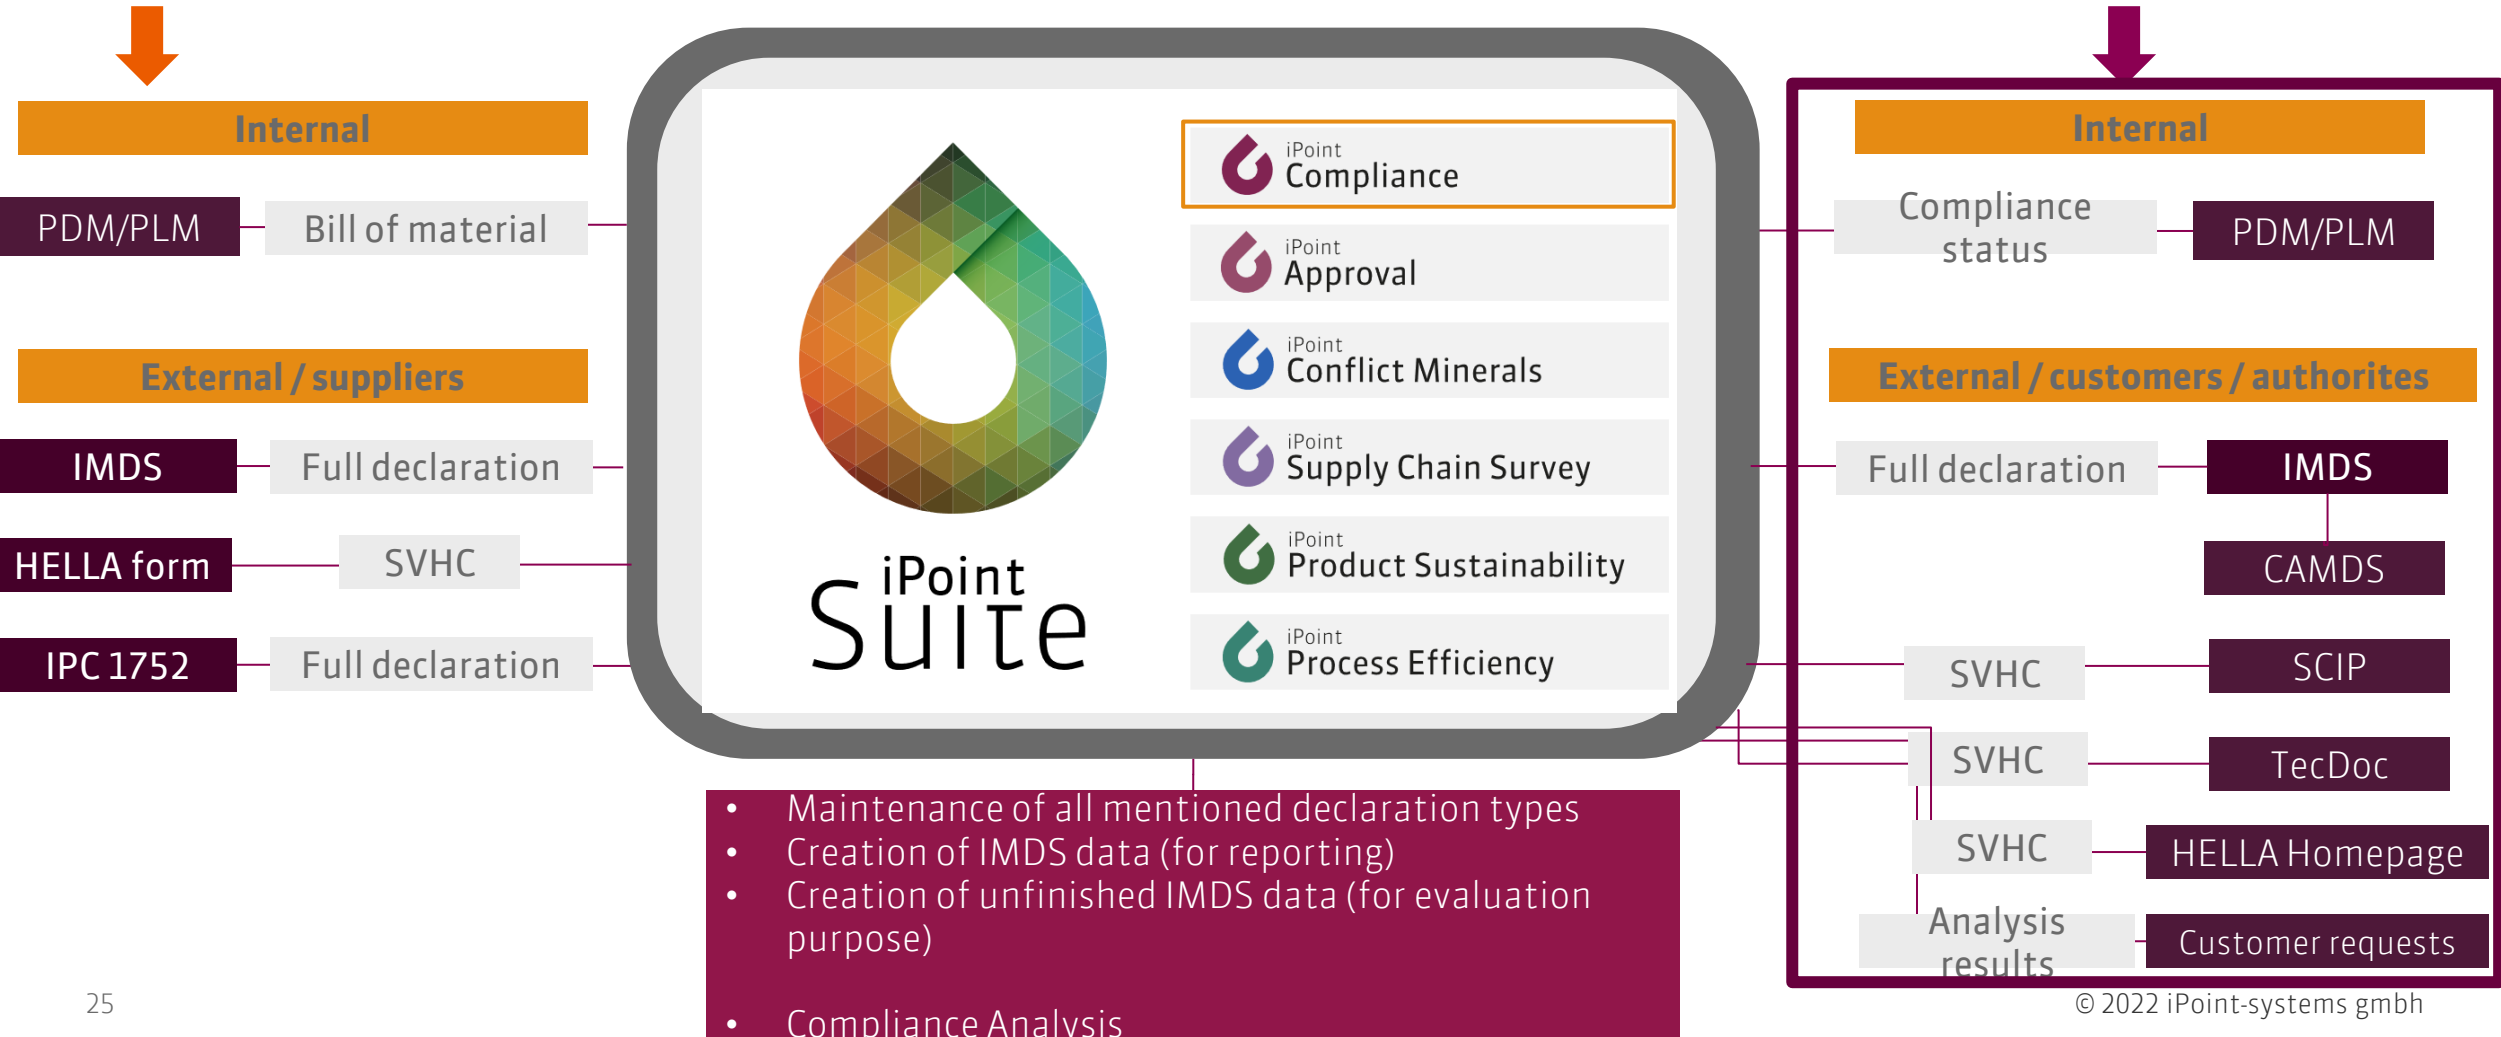 Internal
PDM/PLM
Bill of material
External / suppliers
IMDS
Full declaration
HELLA form
SVHC
IPC 1752
Full declaration
iPoint
Suite
iPoint
Compliance
iPoint
Approval
iPoint
Conflict Minerals
iPoint
Supply Chain Survey
iPoint
Product Sustainability
iPoint
Process Efficiency
• Maintenance of all mentioned declaration types
• Creation of IMDS data (for reporting)
• Creation of unfinished IMDS data (for evaluation
purpose)
• Compliance Analysis
Internal
Compliance
status
PDM/PLM
External / customers / authorites
Full declaration
IMDS
CAMDS
SVHC
SCIP
SVHC
TecDoc
SVHC
HELLA Homepage
Analysis
results
Customer requests
25
© 2022 iPoint-systems gmbh